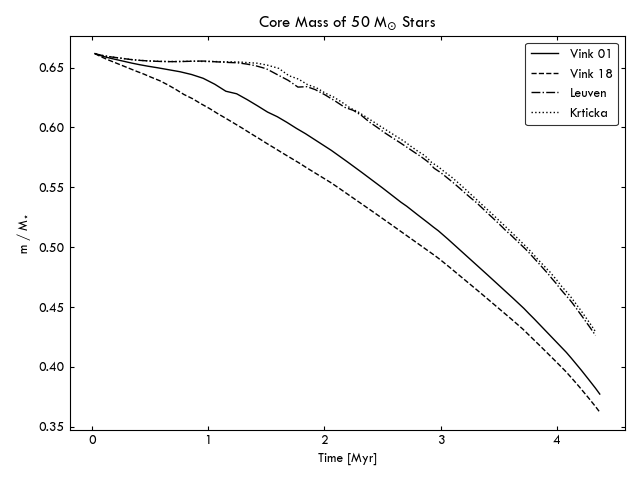 Core Mass of 50 M⊙ Stars
Vink 01
Vink 18
Leuven
Krticka
m / M⋆
0.65
0.60
0.55
0.50
0.45
0.40
0.35
0 1 2 3 4
Time [Myr]